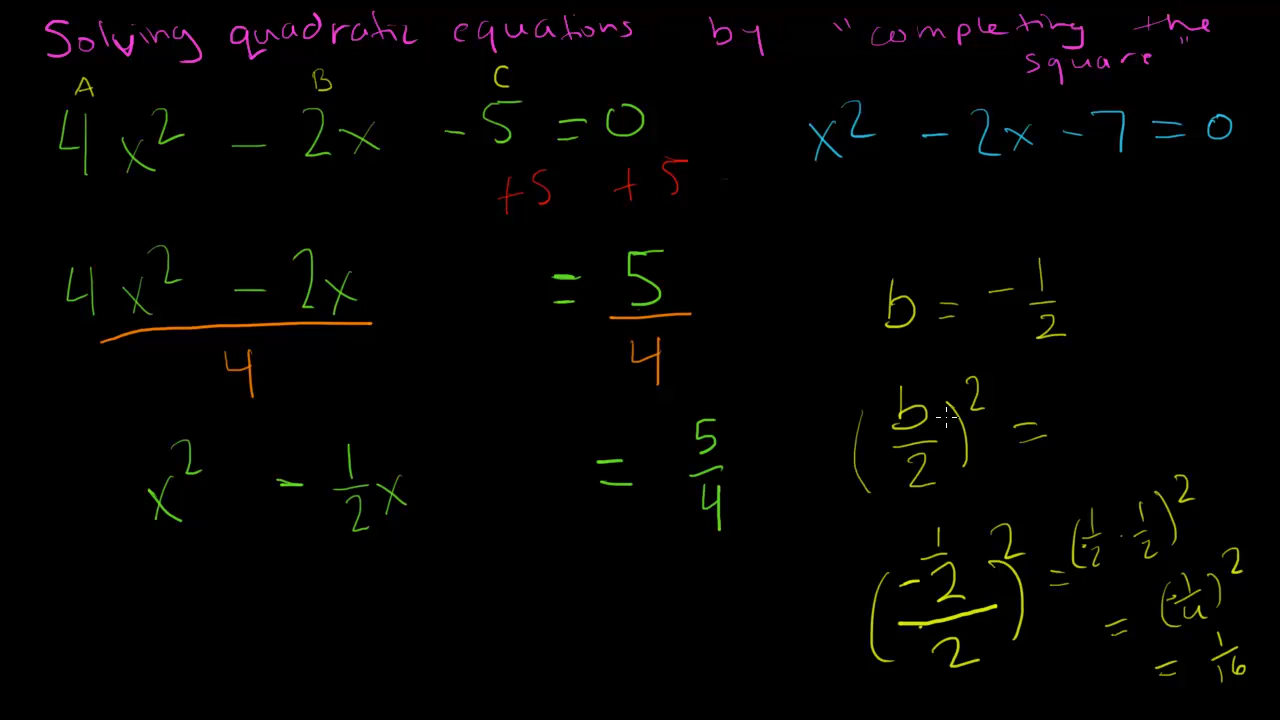 Solving quadratic equations by "completing the square"
A B C
4x² - 2x - 5 = 0
x² - 2x - 7 = 0
+5 +5
4x² - 2x = 5
4 4
b = -1/2
x² - 1/2x = 5/4
(b/2)² =
(-1/2/2)² = (1/2 · 1/2)²
= (-1/4)²
= 1/16